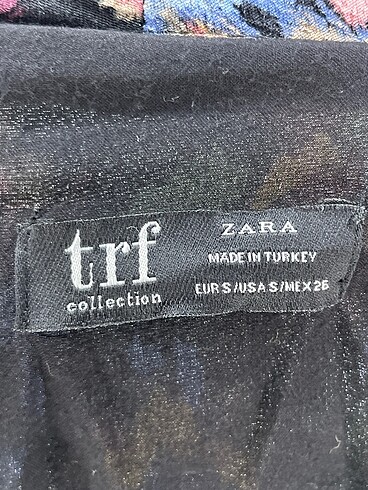 trf
collection
ZARA
MADE IN TURKEY
EUR S/USA S/MEX 26